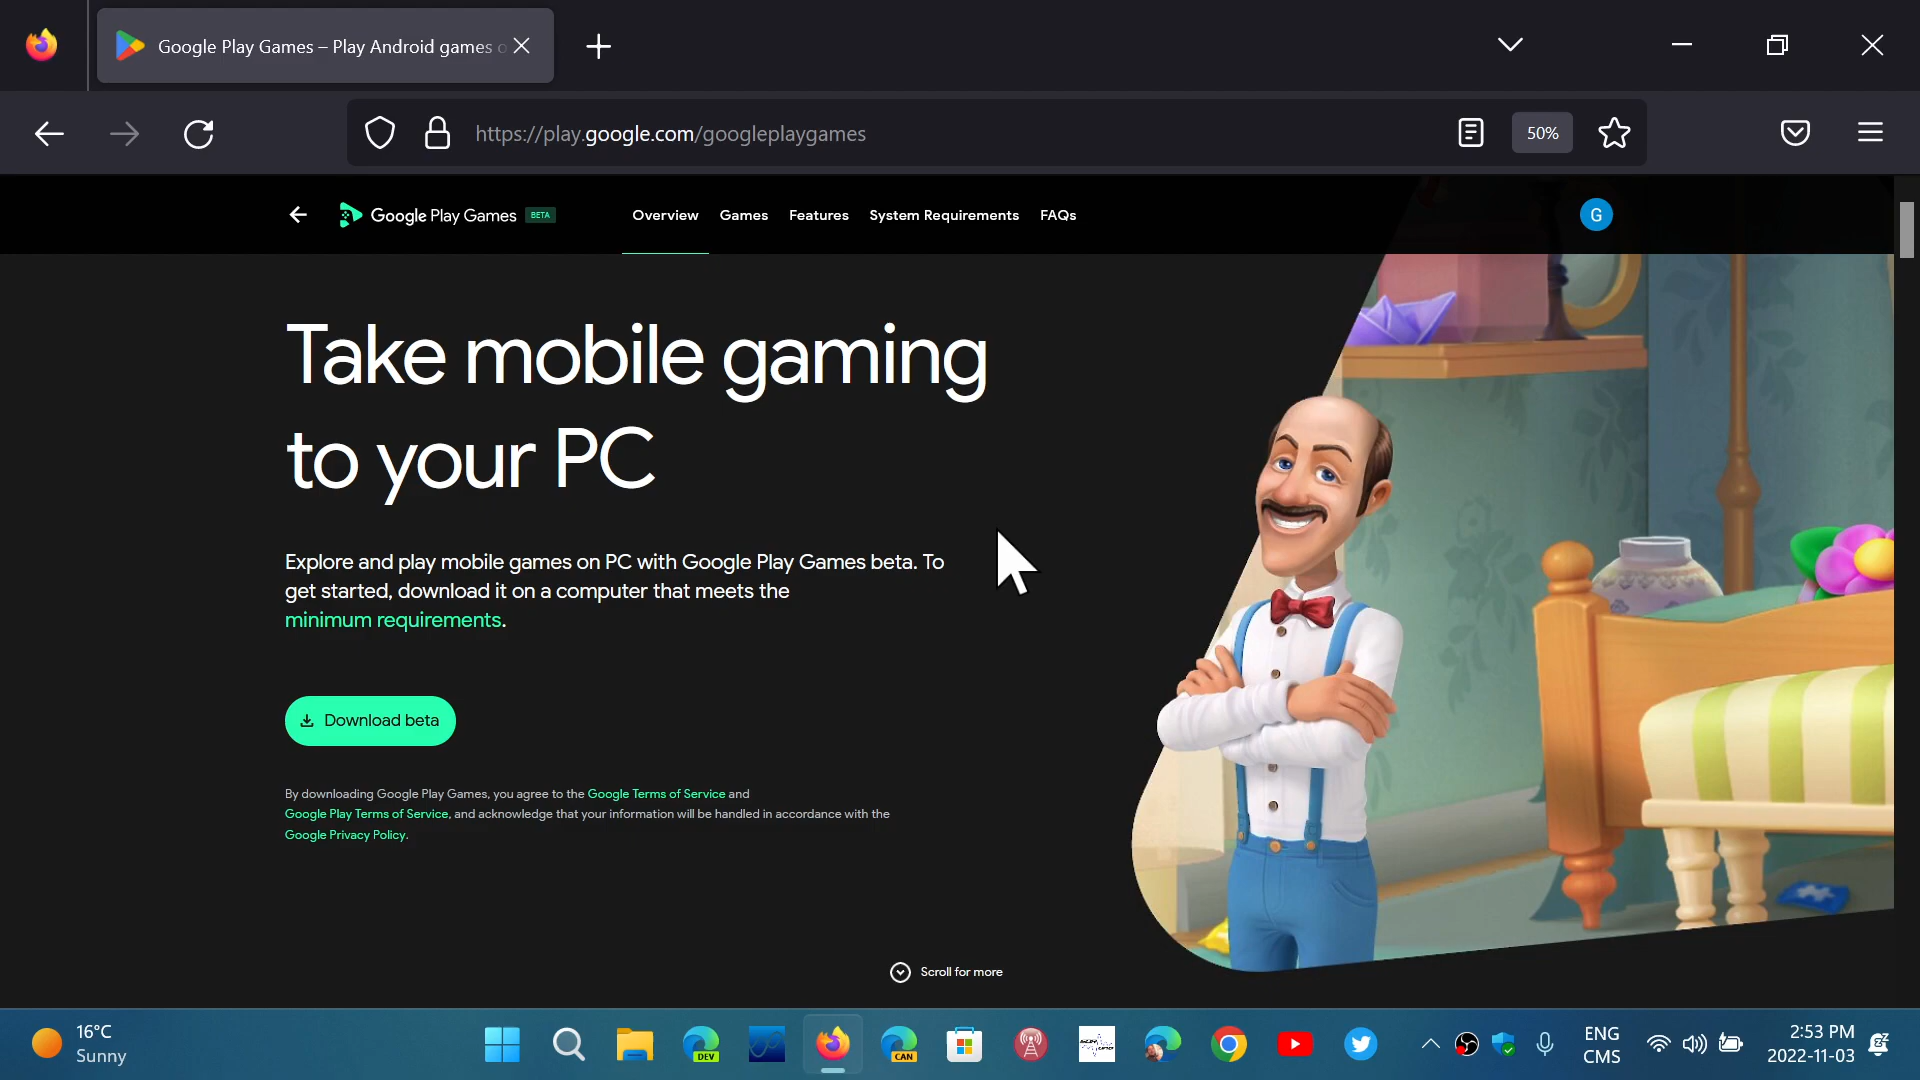 Google Play Games – Play Android games o
https://play.google.com/googleplaygames
50%
Google Play Games BETA
Overview
Games
Features
System Requirements
FAQs
G
Take mobile gaming
to your PC
Explore and play mobile games on PC with Google Play Games beta. To
get started, download it on a computer that meets the
minimum requirements.
Download beta
By downloading Google Play Games, you agree to the Google Terms of Service and
Google Play Terms of Service, and acknowledge that your information will be handled in accordance with the
Google Privacy Policy.
Scroll for more
16°C
Sunny
DEV
CAN
ENG
CMS
2:53 PM
2022-11-03